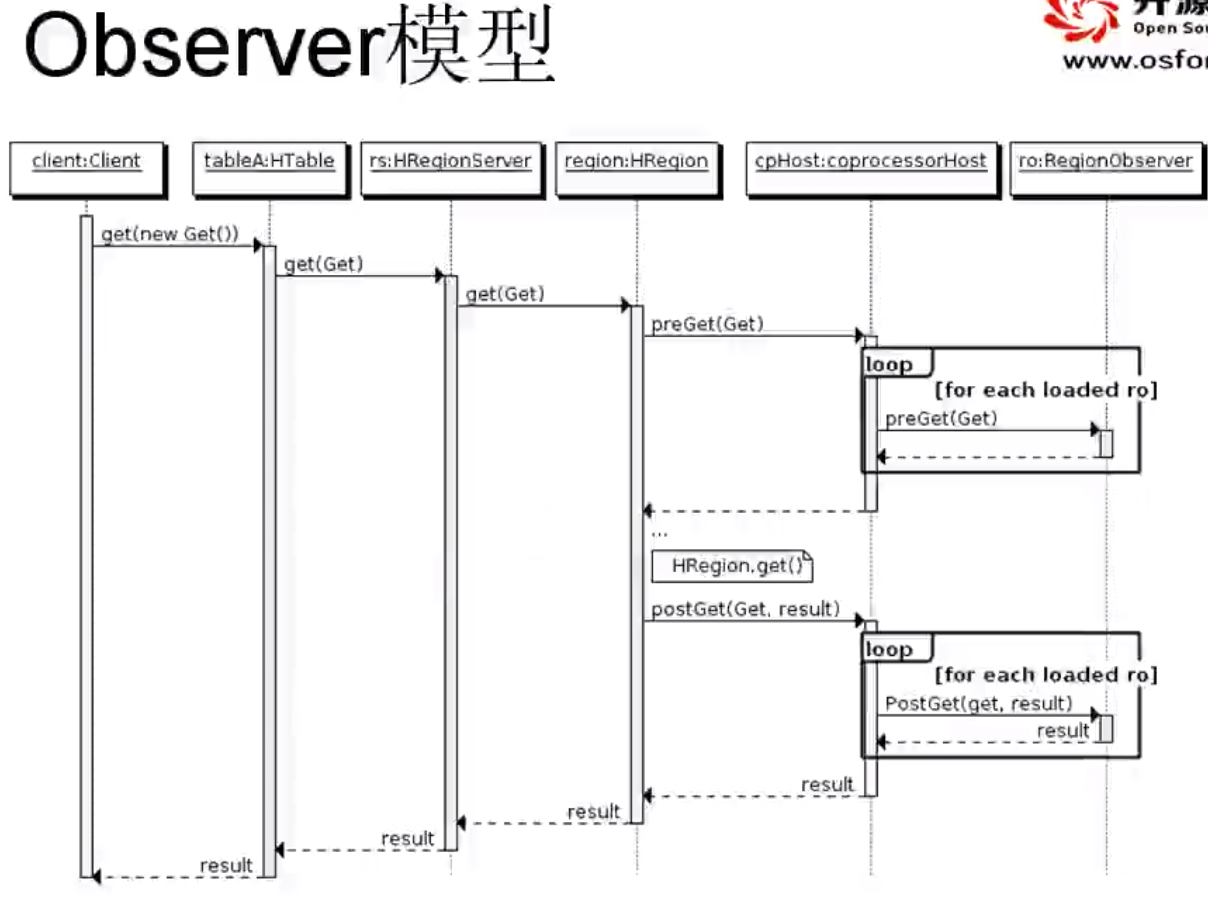 Observer模型
Open Sou
www.osfor
client:Client
tableA:HTable
rs:HRegionServer
region:HRegion
cpHost:coprocessorHost
ro:RegionObserver
get(new Get())
get(Get)
get(Get)
preGet(Get)
loop
[for each loaded ro]
preGet(Get)
...
HRegion.get()
postGet(Get, result)
loop
[for each loaded ro]
PostGet(get, result)
result
result
result
result
result